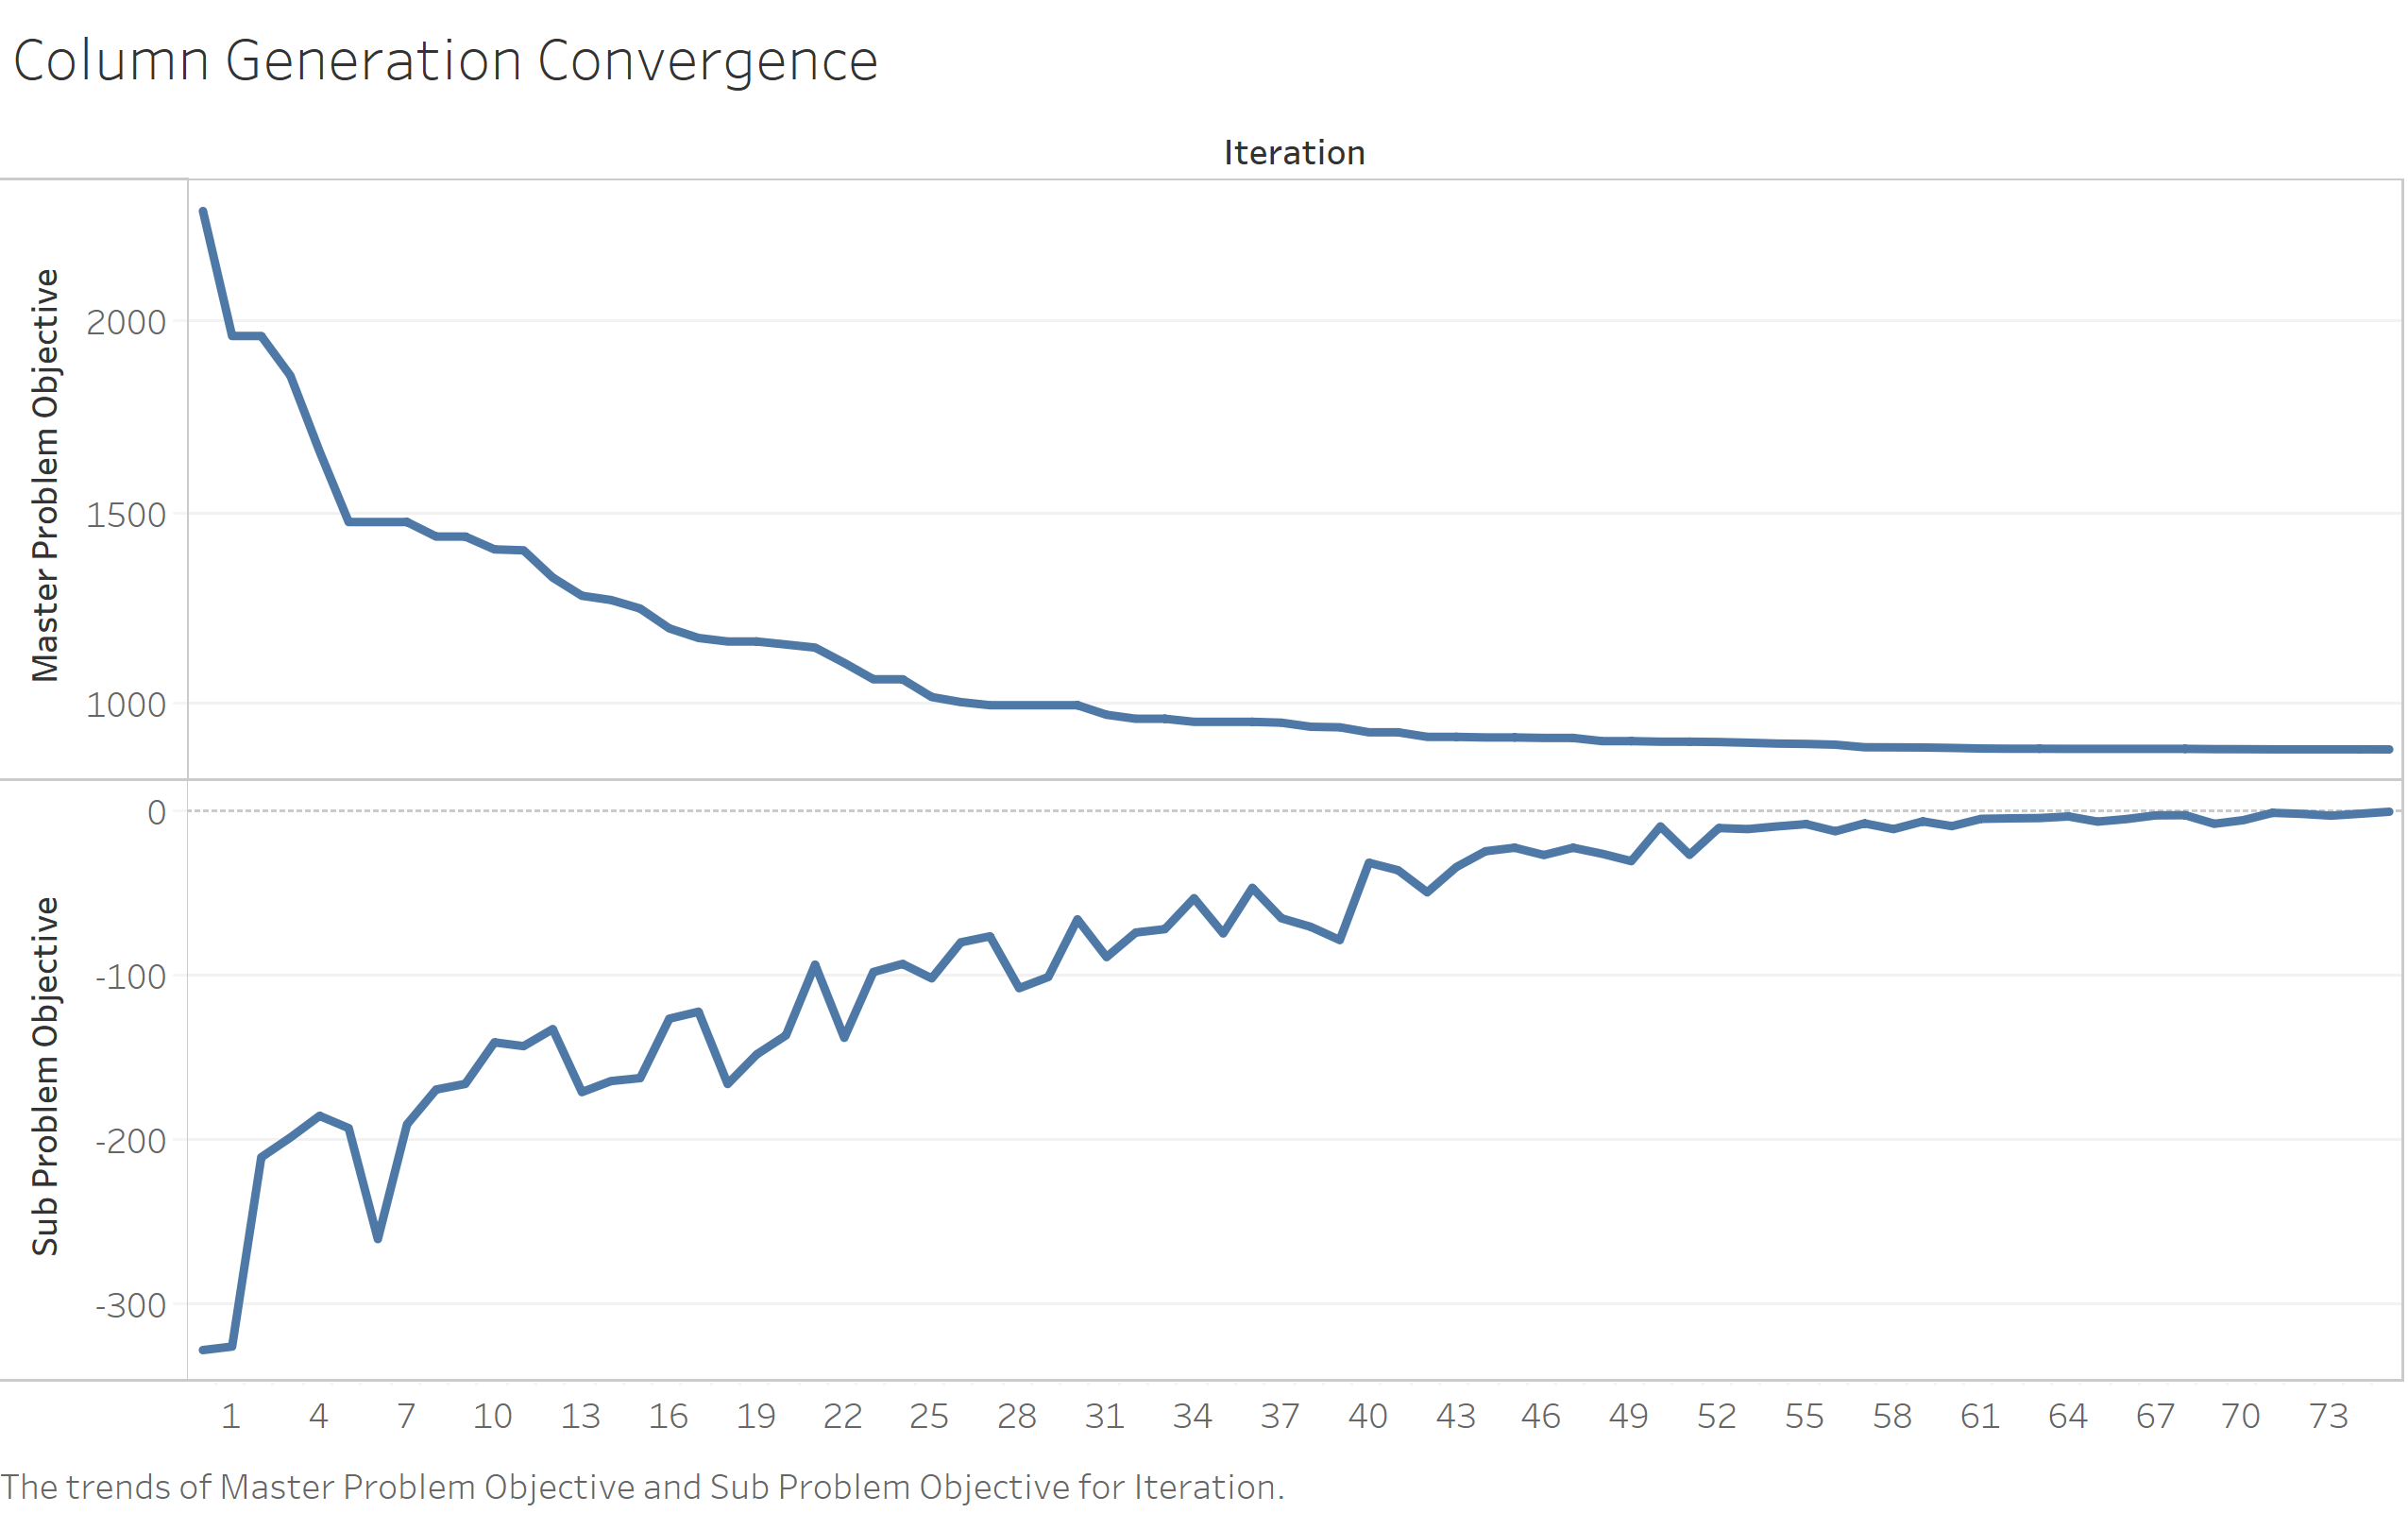 Column Generation Convergence
Iteration
Master Problem Objective
2000
1500
1000
Sub Problem Objective
0
-100
-200
-300
1 4 7 10 13 16 19 22 25 28 31 34 37 40 43 46 49 52 55 58 61 64 67 70 73
The trends of Master Problem Objective and Sub Problem Objective for Iteration.